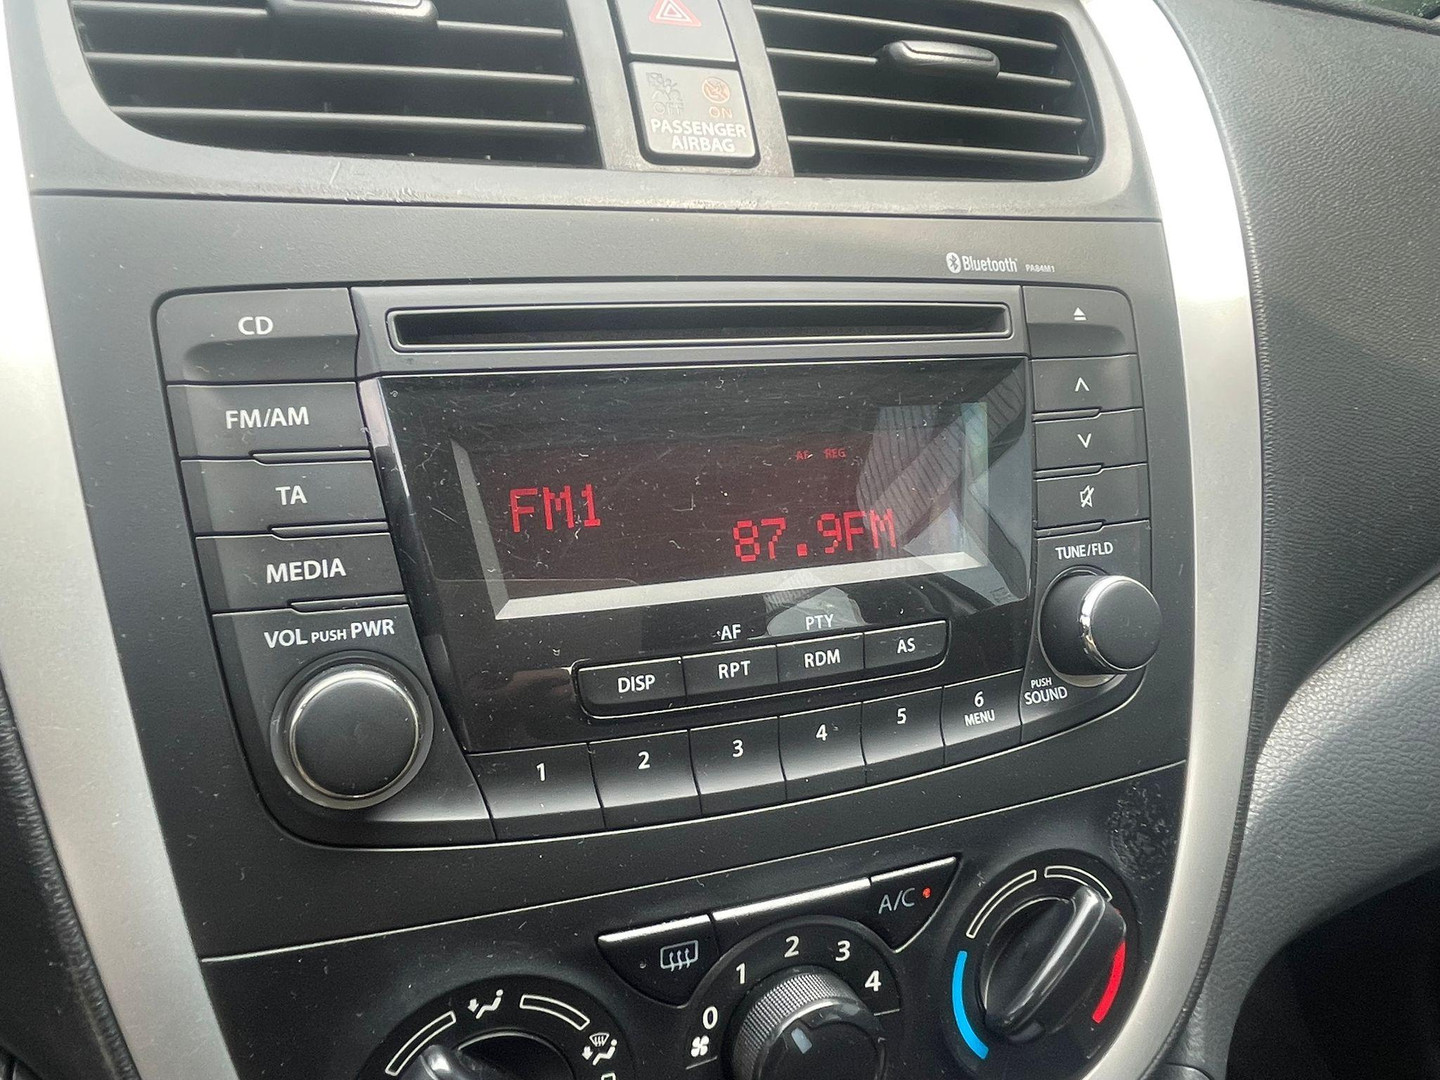 OFF
ON
PASSENGER
AIRBAG
Bluetooth PA84M1
CD
FM/AM
TA
MEDIA
VOL PUSH PWR
AF REG
FM1
87.9FM
TUNE/FLD
AF
PTY
DISP
RPT
RDM
AS
PUSH
SOUND
1
2
3
4
5
6
MENU
A/C
0
1
2
3
4